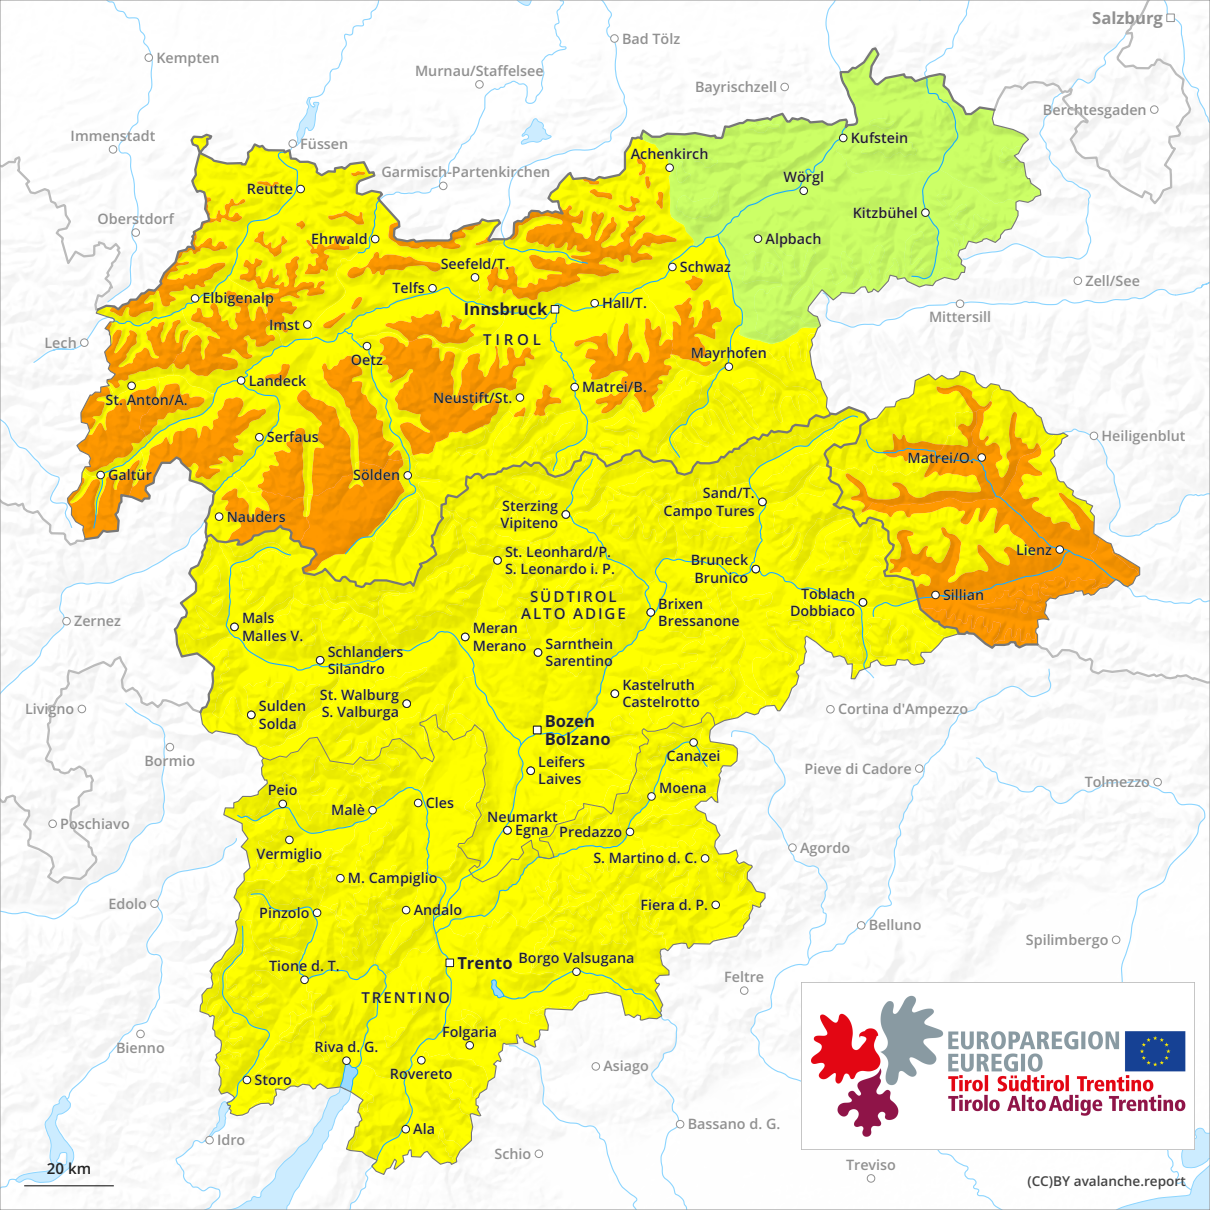 Salzburg
Bad Tölz
Kempten
Murnau/Staffelsee
Bayrischzell
Berchtesgaden
Immenstadt
Füssen
Kufstein
Achenkirch
Garmisch-Partenkirchen
Wörgl
Reutte
Oberstdorf
Kitzbühel
Ehrwald
Alpbach
Seefeld/T.
Schwaz
Zell/See
Telfs
Elbigenalp
Innsbruck
Hall/T.
Mittersill
Imst
TIROL
Lech
Oetz
Mayrhofen
Landeck
Matrei/B.
St. Anton/A.
Neustift/St.
Serfaus
Heiligenblut
Matrei/O.
Galtür
Sölden
Sand/T.
Campo Tures
Sterzing
Vipiteno
Nauders
Lienz
St. Leonhard/P.
S. Leonardo i. P.
Bruneck
Brunico
SÜDTIROL
ALTO ADIGE
Toblach
Dobbiaco
Sillian
Brixen
Bressanone
Zernez
Mals
Malles V.
Meran
Merano
Sarnthein
Sarentino
Schlanders
Silandro
Kastelruth
Castelrotto
St. Walburg
S. Valburga
Sulden
Solda
Livigno
Cortina d'Ampezzo
Bozen
Bolzano
Bormio
Canazei
Leifers
Laives
Pieve di Cadore
Tolmezzo
Peio
Moena
Malè
Cles
Neumarkt
Egna
Predazzo
Poschiavo
Vermiglio
Agordo
S. Martino d. C.
M. Campiglio
Edolo
Pinzolo
Andalo
Fiera d. P.
Belluno
Spilimbergo
Borgo Valsugana
Trento
Tione d. T.
Feltre
TRENTINO
Folgaria
Bienno
Riva d. G.
Rovereto
Asiago
Storo
EUROPAREGION
EUREGIO
Tirol Südtirol Trentino
Tirolo Alto Adige Trentino
Ala
Bassano d. G.
Idro
Schio
Treviso
20 km
(CC)BY avalanche.report